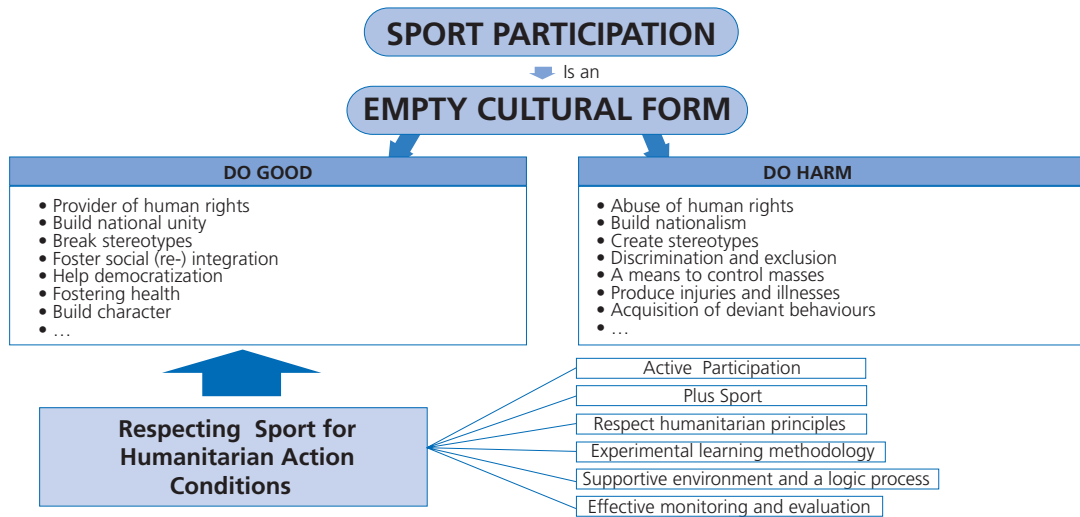 SPORT PARTICIPATION
Is an
EMPTY CULTURAL FORM
DO GOOD
• Provider of human rights
• Build national unity
• Break stereotypes
• Foster social (re-) integration
• Help democratization
• Fostering health
• Build character
• …
DO HARM
• Abuse of human rights
• Build nationalism
• Create stereotypes
• Discrimination and exclusion
• A means to control masses
• Produce injuries and illnesses
• Acquisition of deviant behaviours
• …
Respecting Sport for
Humanitarian Action
Conditions
Active Participation
Plus Sport
Respect humanitarian principles
Experimental learning methodology
Supportive environment and a logic process
Effective monitoring and evaluation